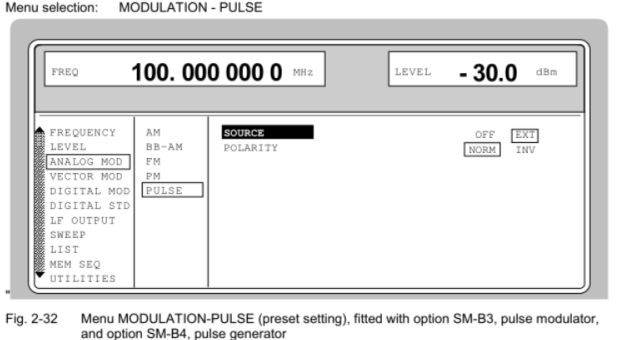 Menu selection: MODULATION - PULSE
FREQ 100. 000 000 0 MHz LEVEL - 30.0 dBm
FREQUENCY AM SOURCE OFF EXT
LEVEL BB-AM POLARITY NORM INV
ANALOG MOD FM
VECTOR MOD PM
DIGITAL MOD PULSE
DIGITAL STD
LF OUTPUT
SWEEP
LIST
MEM SEQ
UTILITIES
"
Fig. 2-32 Menu MODULATION-PULSE (preset setting), fitted with option SM-B3, pulse modulator,
and option SM-B4, pulse generator